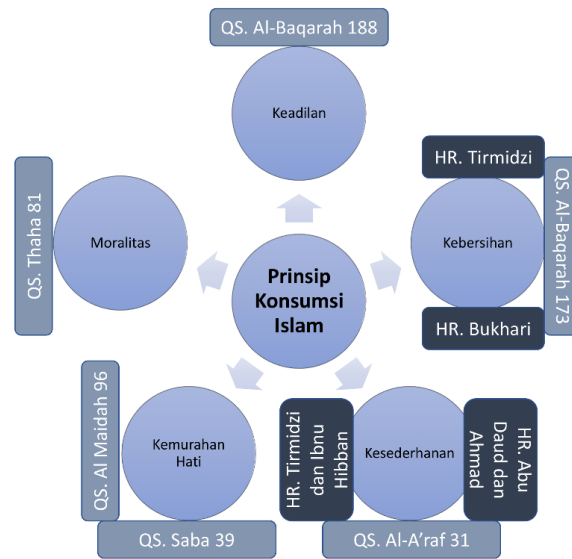 QS. Al-Baqarah 188
Keadilan
HR. Tirmidzi
Kebersihan
QS. Al-Baqarah 173
HR. Bukhari
QS. Thaha 81
Moralitas
Prinsip
Konsumsi
Islam
QS. Al Maidah 96
Kemurahan
Hati
QS. Saba 39
HR. Tirmidzi
dan Ibnu
Hibban
Kesederhanan
HR. Abu
Daud dan
Ahmad
QS. Al-A’raf 31